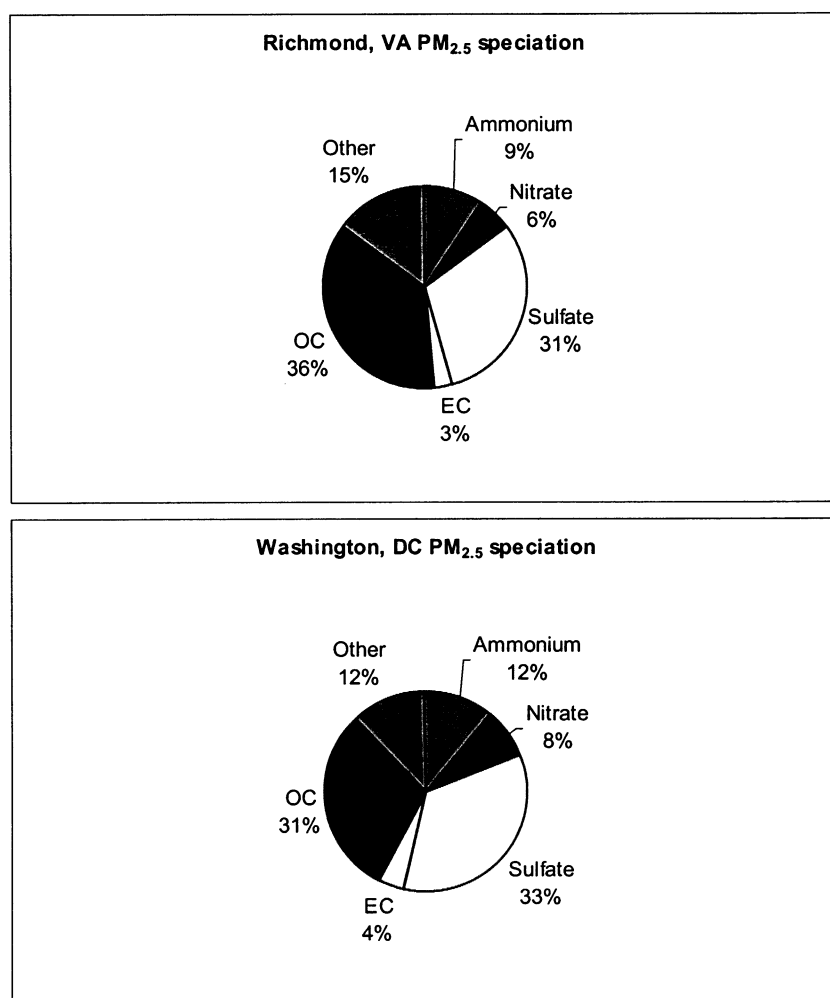 Richmond, VA PM2.5 speciation
Ammonium
9%
Other
15%
Nitrate
6%
Sulfate
31%
OC
36%
EC
3%
Washington, DC PM2.5 speciation
Ammonium
12%
Other
12%
Nitrate
8%
OC
31%
Sulfate
33%
EC
4%